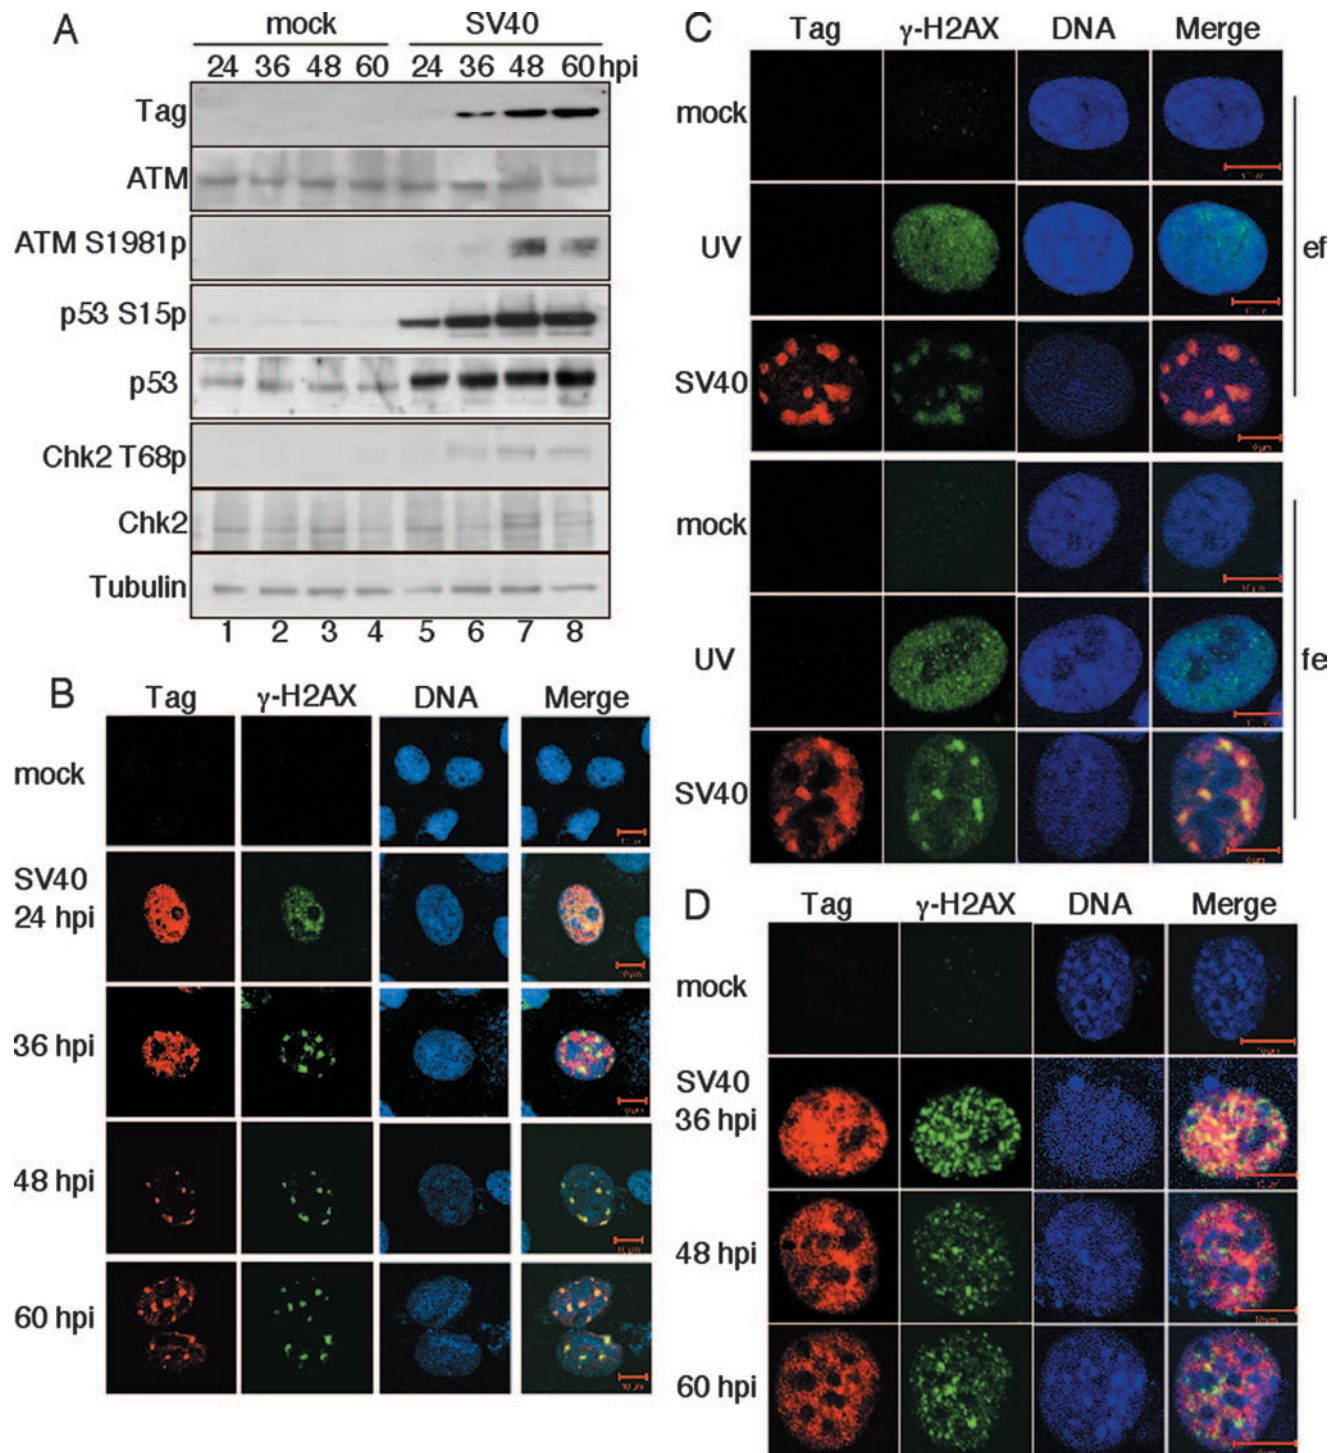 A
mock SV40
24 36 48 60 24 36 48 60 hpi
Tag
ATM
ATM S1981p
p53 S15p
p53
Chk2 T68p
Chk2
Tubulin
1 2 3 4 5 6 7 8
B
Tag γ-H2AX DNA Merge
mock
SV40
24 hpi
36 hpi
48 hpi
60 hpi
C
Tag γ-H2AX DNA Merge
mock
UV
SV40
ef
mock
UV
SV40
fe
D
Tag γ-H2AX DNA Merge
mock
SV40
36 hpi
48 hpi
60 hpi